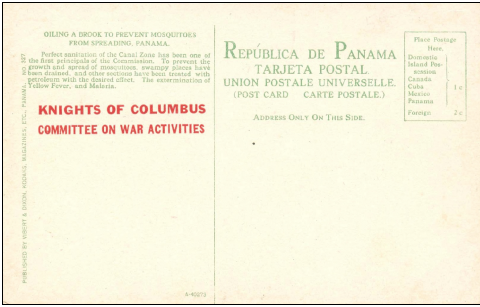 OILING A BROOK TO PREVENT MOSQUITOES
FROM SPREADING, PANAMA.
Perfect sanitation of the Canal Zone has been one of
the first principals of the Commission. To prevent the
growth and spread of mosquitoes, swampy places have
been drained, and other sections have been treated with
petroleum with the desired effect. The extermination of
Yellow Fever, and Malaria.
KNIGHTS OF COLUMBUS
COMMITTEE ON WAR ACTIVITIES
PUBLISHED BY HIBERT & DIXON, MAGAZINES, ETC., PANAMA. NO. 327
A-40275
REPÚBLICA DE PANAMA
TARJETA POSTAL
UNION POSTALE UNIVERSELLE.
(POST CARD CARTE POSTALE.)
ADDRESS ONLY ON THIS SIDE.
Place Postage
Here.
Domestic
Island Pos-
session
Canada
Cuba
Mexico
Panama
1c
Foreign 2c